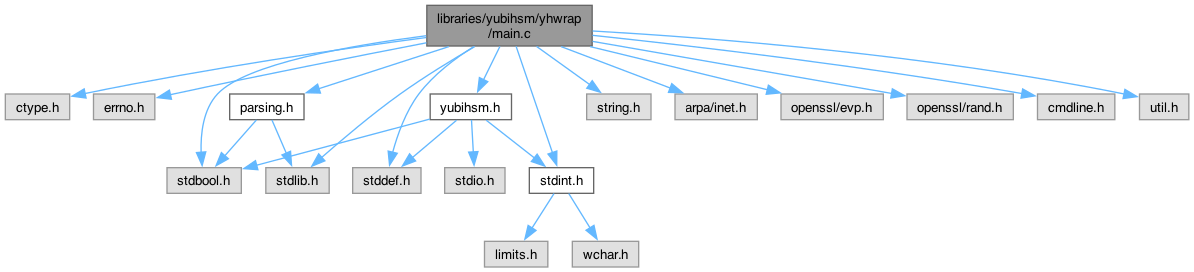 libraries/yubihsm/yhwrap
/main.c
ctype.h
errno.h
parsing.h
yubihsm.h
string.h
arpa/inet.h
openssl/evp.h
openssl/rand.h
cmdline.h
util.h
stdbool.h
stdlib.h
stddef.h
stdio.h
stdint.h
limits.h
wchar.h